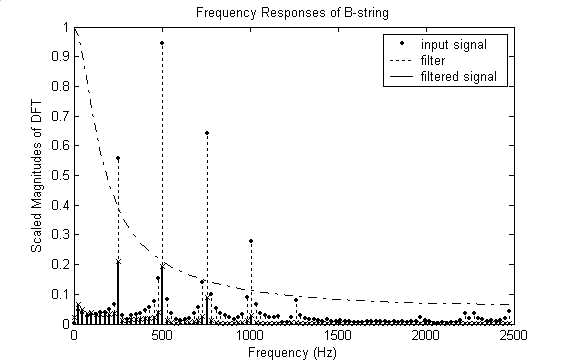 Frequency Responses of B-string
Scaled Magnitudes of DFT
1
0.9
0.8
0.7
0.6
0.5
0.4
0.3
0.2
0.1
0
input signal
filter
filtered signal
0 500 1000 1500 2000 2500
Frequency (Hz)